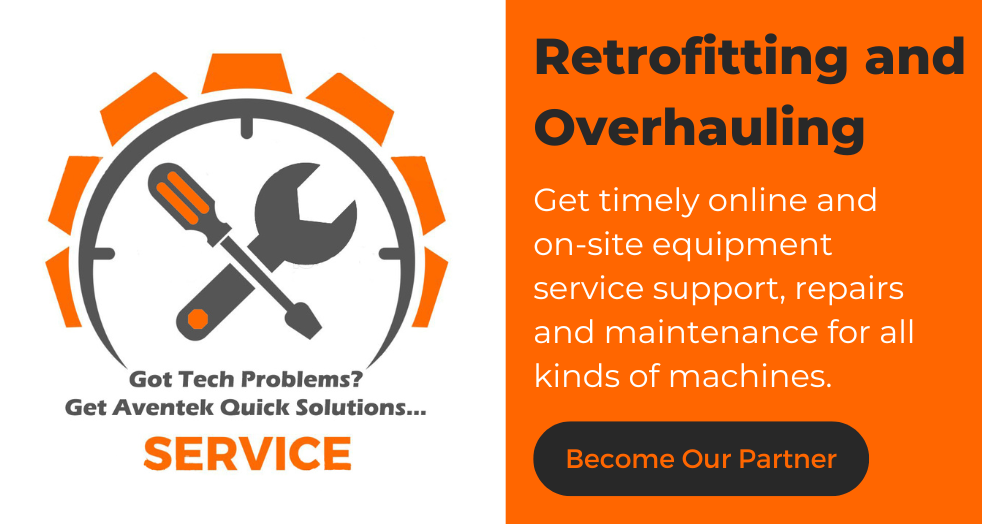 Got Tech Problems?
Get Aventek Quick Solutions...
SERVICE
Retrofitting and
Overhauling
Get timely online and
on-site equipment
service support, repairs
and maintenance for all
kinds of machines.
Become Our Partner